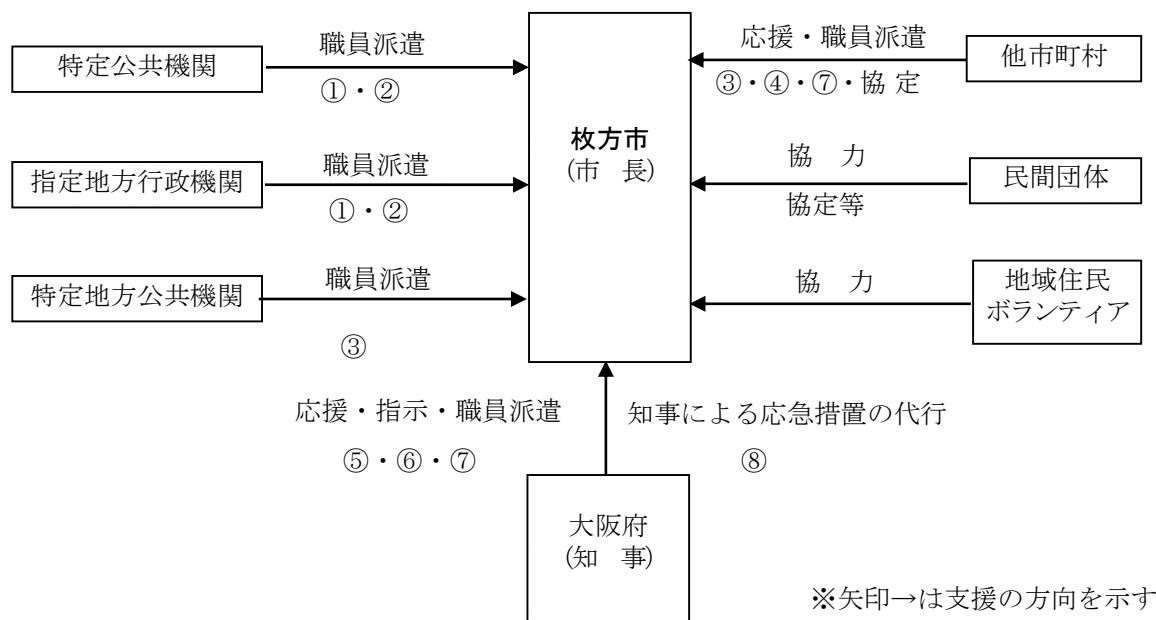 特定公共機関
職員派遣
①・②
指定地方行政機関
職員派遣
①・②
特定地方公共機関
職員派遣
③
枚方市
(市　長)
応援・職員派遣
③・④・⑦・協 定
他市町村
協　力
協定等
民間団体
協　力
地域住民
ボランティア
応援・指示・職員派遣
⑤・⑥・⑦
知事による応急措置の代行
⑧
大阪府
(知　事)
※矢印→は支援の方向を示す